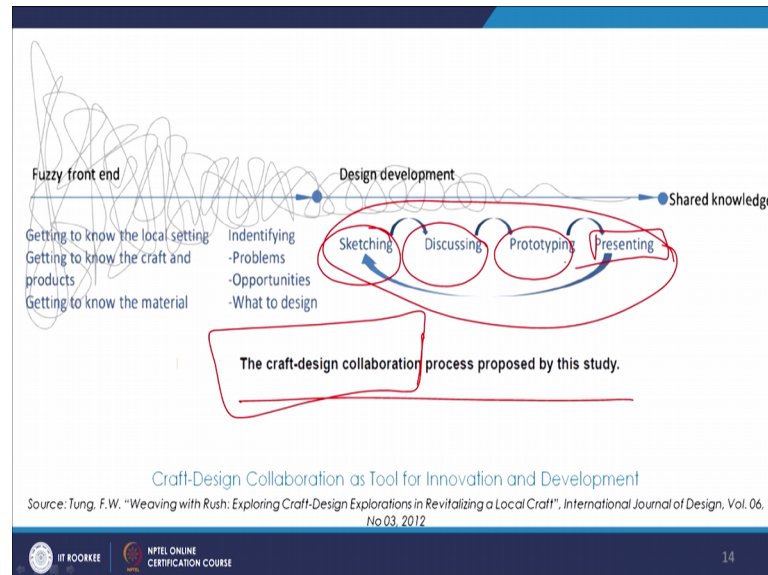 Fuzzy front end
Design development
Shared knowledge
Getting to know the local setting
Getting to know the craft and
products
Getting to know the material
Indentifying
-Problems
-Opportunities
-What to design
Sketching
Discussing
Prototyping
Presenting
The craft-design collaboration process proposed by this study.
Craft-Design Collaboration as Tool for Innovation and Development
Source: Tung, F.W. "Weaving with Rush: Exploring Craft-Design Explorations in Revitalizing a Local Craft", International Journal of Design, Vol. 06,
No 03, 2012
IIT ROORKEE
NPTEL ONLINE
CERTIFICATION COURSE
14